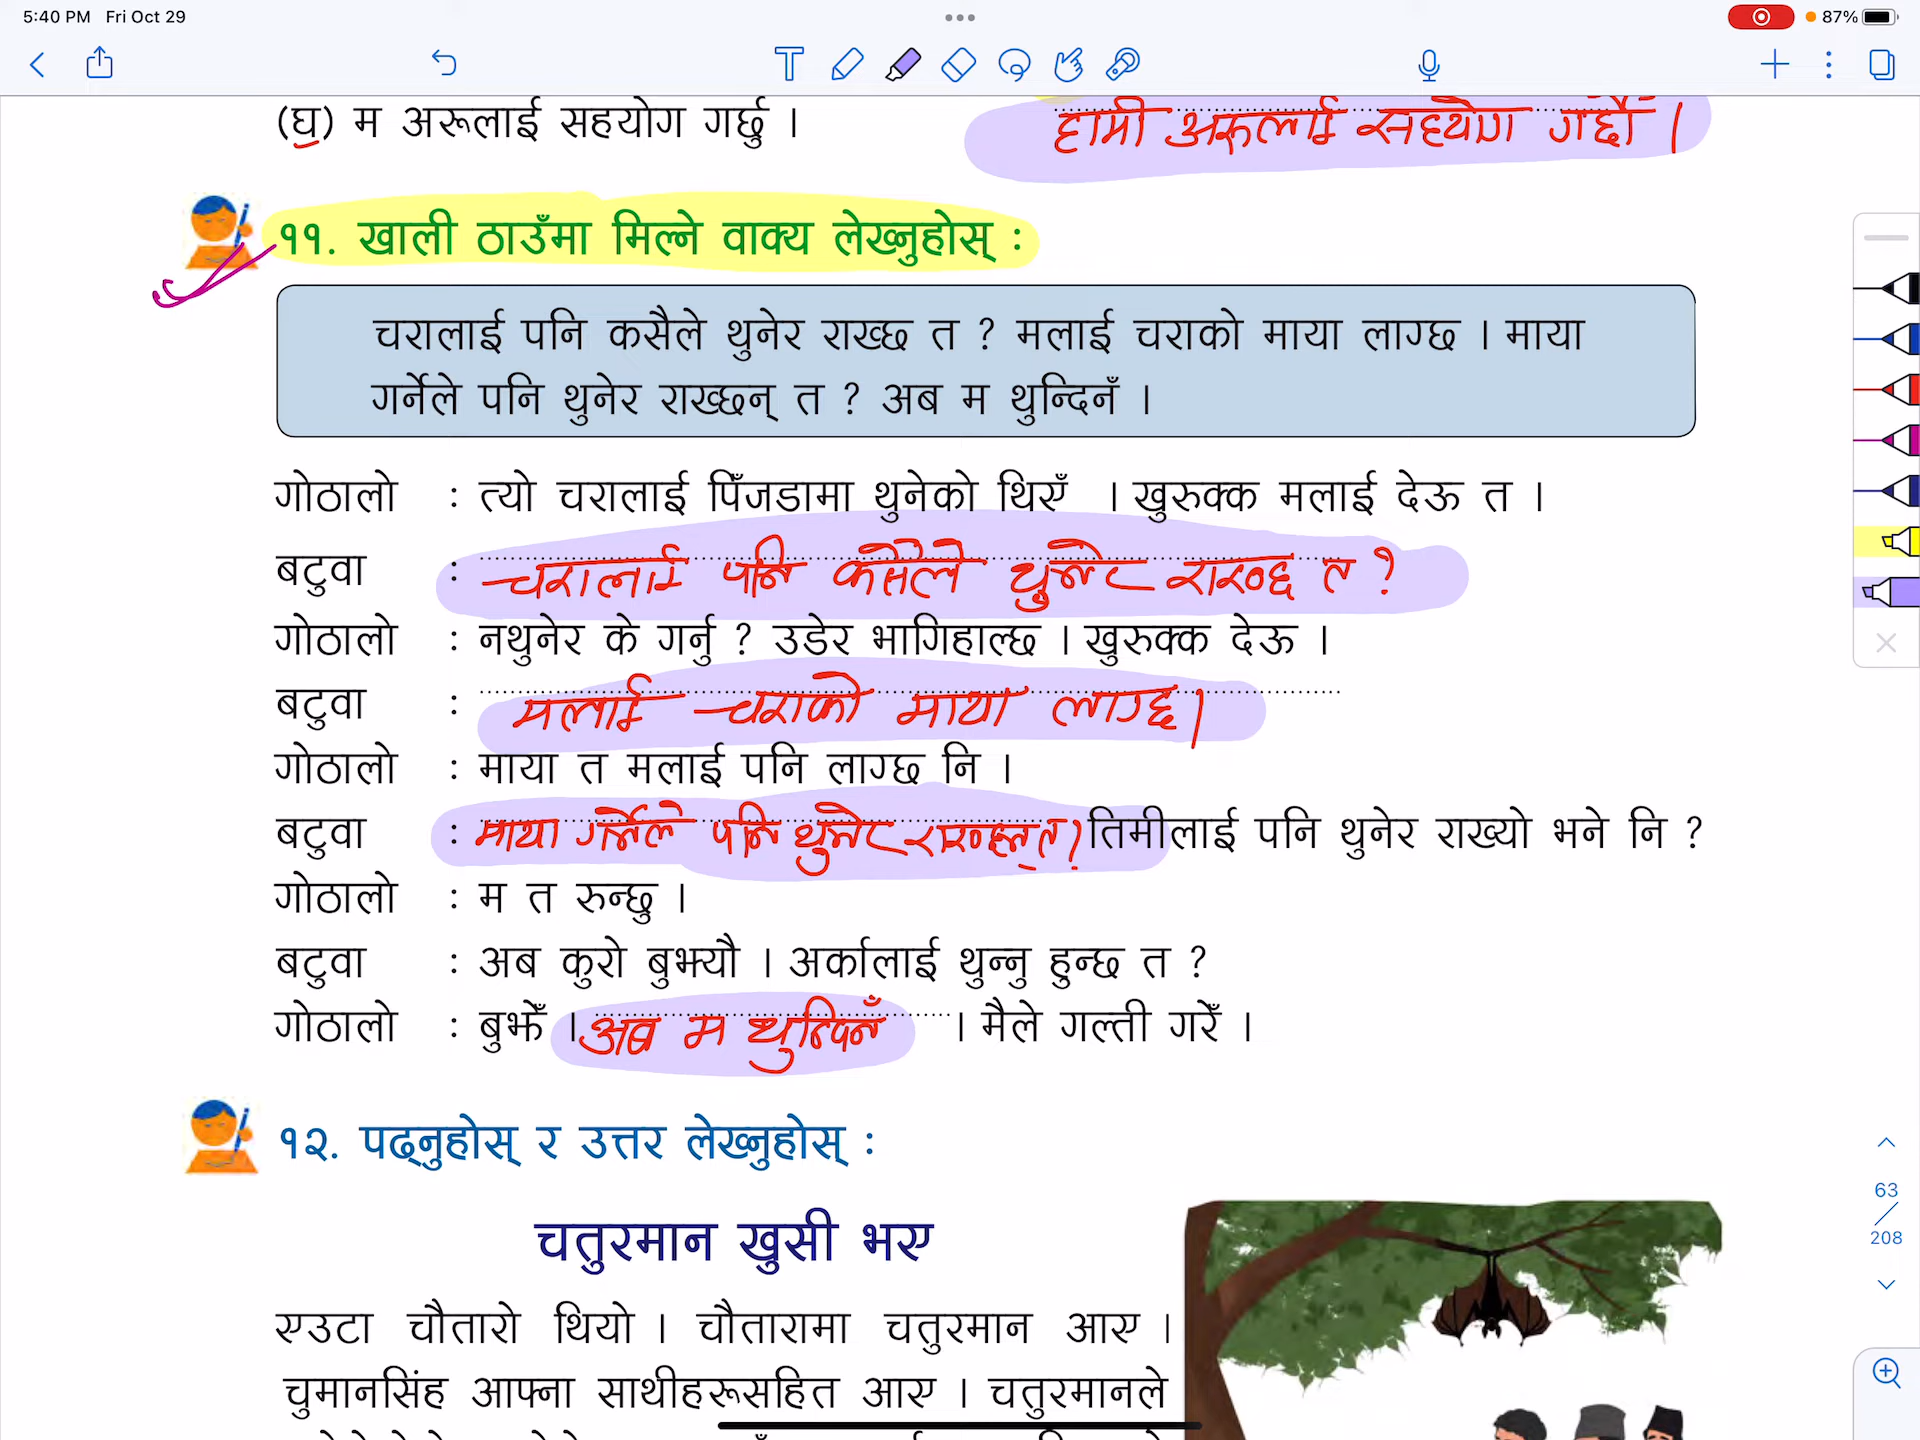 5:40 PM Fri Oct 29
87%
(घ) म अरूलाई सहयोग गर्छु । हामी अरूलाई सहयोग गर्छौं ।
११. खाली ठाउँमा मिल्ने वाक्य लेख्नुहोस् :
चरालाई पनि कसैले थुनेर राख्छ त ? मलाई चराको माया लाग्छ । माया
गर्नेले पनि थुनेर राख्छन् त ? अब म थुन्दिनँ ।
गोठालो : त्यो चरालाई पिँजडामा थुनेको थिएँ । खुरुक्क मलाई देऊ त ।
बटुवा : चरालाई पनि कसैले थुनेर राख्छ त ?
गोठालो : नथुनेर के गर्नु ? उडेर भागिहाल्छ । खुरुक्क देऊ ।
बटुवा : मलाई चराको माया लाग्छ।
गोठालो : माया त मलाई पनि लाग्छ नि ।
बटुवा : माया गर्नेले पनि थुनेर राख्छन् त? तिमीलाई पनि थुनेर राख्यो भने नि ?
गोठालो : म त रुन्छु ।
बटुवा : अब कुरो बुझ्यौ । अर्कालाई थुन्नु हुन्छ त ?
गोठालो : बुझेँ । अब म थुन्दिनँ । मैले गल्ती गरेँ ।
१२. पढ्नुहोस् र उत्तर लेख्नुहोस् :
चतुरमान खुसी भए
एउटा चौतारो थियो । चौतारामा चतुरमान आए ।
चुमानसिंह आफ्ना साथीहरूसहित आए । चतुरमानले
63
208